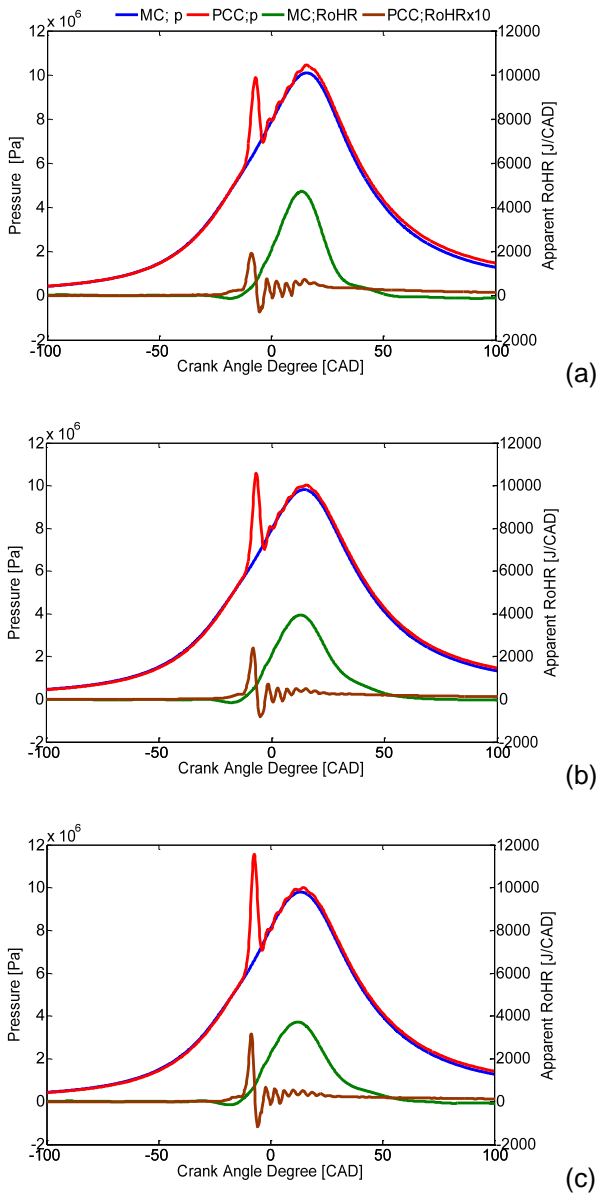 MC; p PCC;p MC;RoHR PCC;RoHRx10
12 x 10^6 12000
10 10000
8 8000
6 6000
4 4000
2 2000
0 0
-2 -2000
-100 -50 0 50 100
Pressure [Pa]
Apparent RoHR [J/CAD]
Crank Angle Degree [CAD]
(a)
12 x 10^6 12000
10 10000
8 8000
6 6000
4 4000
2 2000
0 0
-2 -2000
-100 -50 0 50 100
Pressure [Pa]
Apparent RoHR [J/CAD]
Crank Angle Degree [CAD]
(b)
12 x 10^6 12000
10 10000
8 8000
6 6000
4 4000
2 2000
0 0
-2 -2000
-100 -50 0 50 100
Pressure [Pa]
Apparent RoHR [J/CAD]
Crank Angle Degree [CAD]
(c)